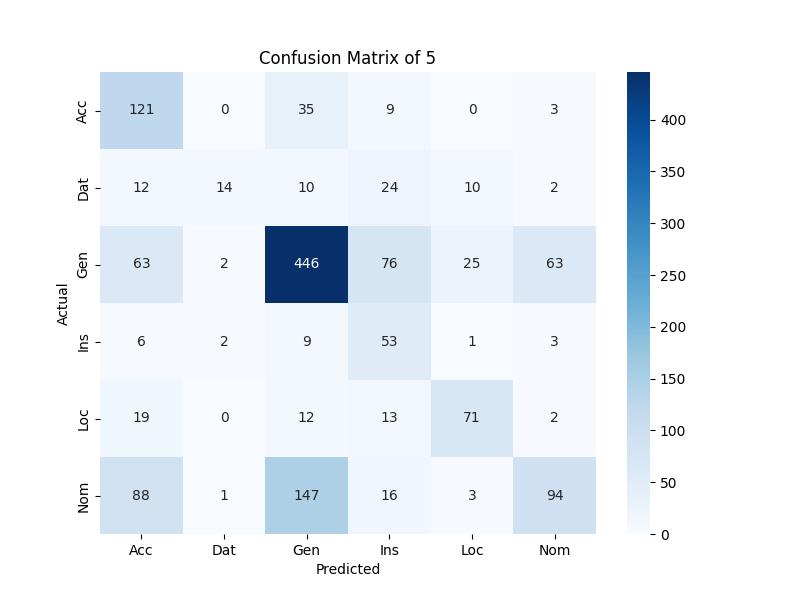 Confusion Matrix of 5
Acc 121 0 35 9 0 3
Dat 12 14 10 24 10 2
Gen 63 2 446 76 25 63
Ins 6 2 9 53 1 3
Loc 19 0 12 13 71 2
Nom 88 1 147 16 3 94
Acc Dat Gen Ins Loc Nom
Predicted
Actual
400
350
300
250
200
150
100
50
0